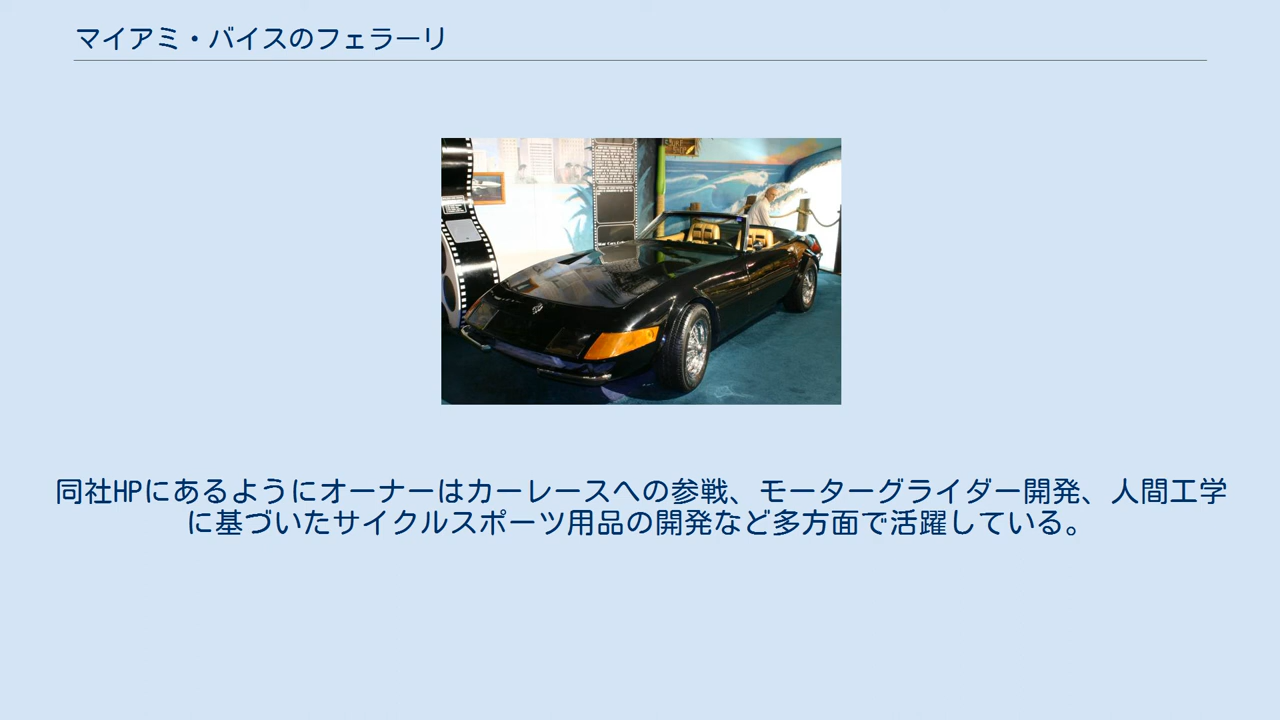 マイアミ・バイスのフェラーリ
同社HPにあるようにオーナーはカーレースへの参戦、モーターグライダー開発、人間工学
に基づいたサイクルスポーツ用品の開発など多方面で活躍している。